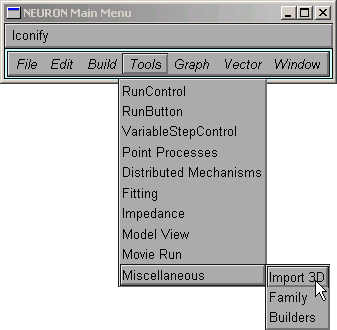 NEURON Main Menu
Iconify
File Edit Build Tools Graph Vector Window
RunControl
RunButton
VariableStepControl
Point Processes
Distributed Mechanisms
Fitting
Impedance
Model View
Movie Run
Miscellaneous
Import 3D
Family
Builders